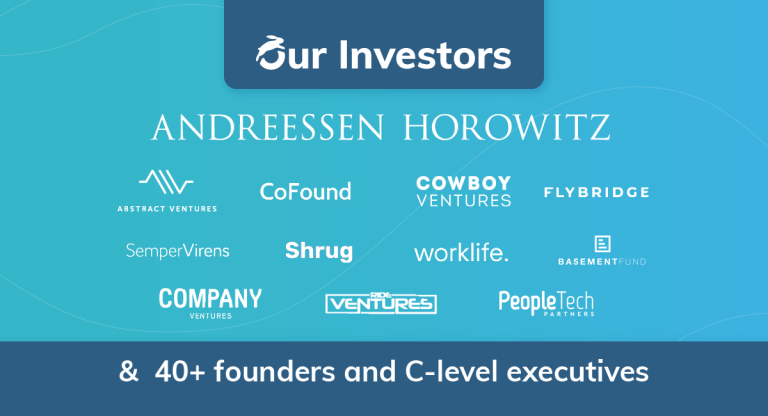 Our Investors
ANDREESSEN HOROWITZ
ABSTRACT VENTURES
CoFound
COWBOY
VENTURES
FLYBRIDGE
SemperVirens
Shrug
worklife.
BASEMENTFUND
COMPANY
VENTURES
RIDE
VENTURES
PeopleTech
PARTNERS
& 40+ founders and C-level executives